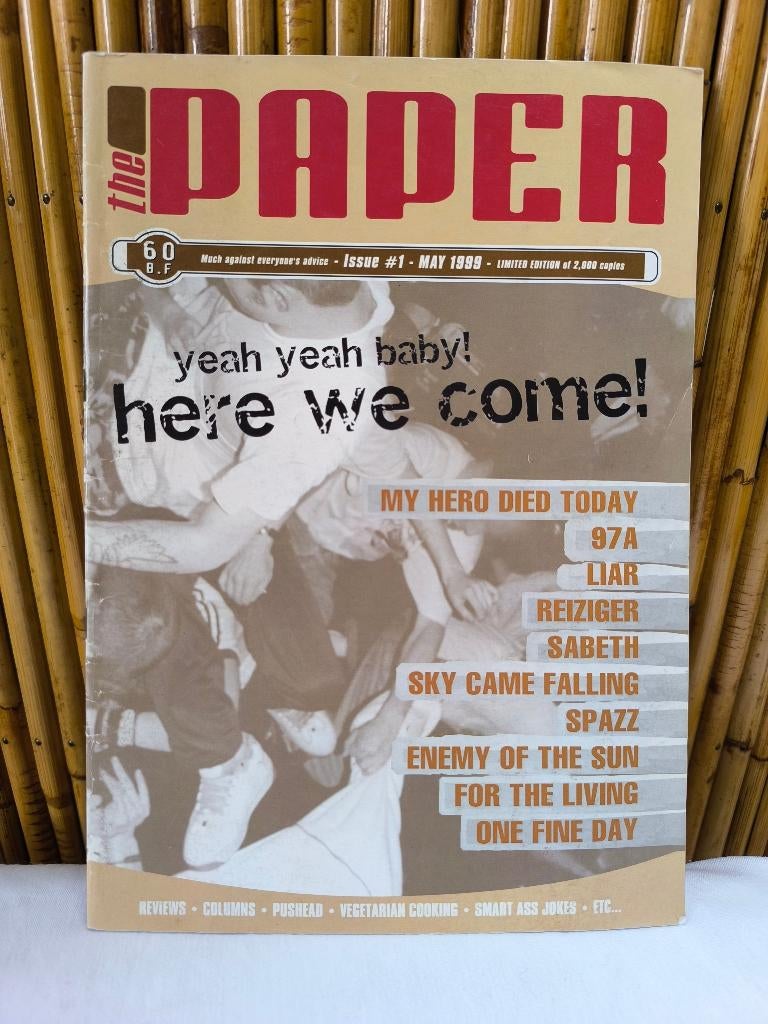 the PAPER
60
B.F
Much against everyone's advice - Issue #1 - MAY 1999 - LIMITED EDITION of 2,000 copies
yeah yeah baby!
here we come!
MY HERO DIED TODAY
97A
LIAR
REIZIGER
SABETH
SKY CAME FALLING
SPAZZ
ENEMY OF THE SUN
FOR THE LIVING
ONE FINE DAY
REVIEWS • COLUMNS • PUSHEAD • VEGETARIAN COOKING • SMART ASS JOKES • ETC...